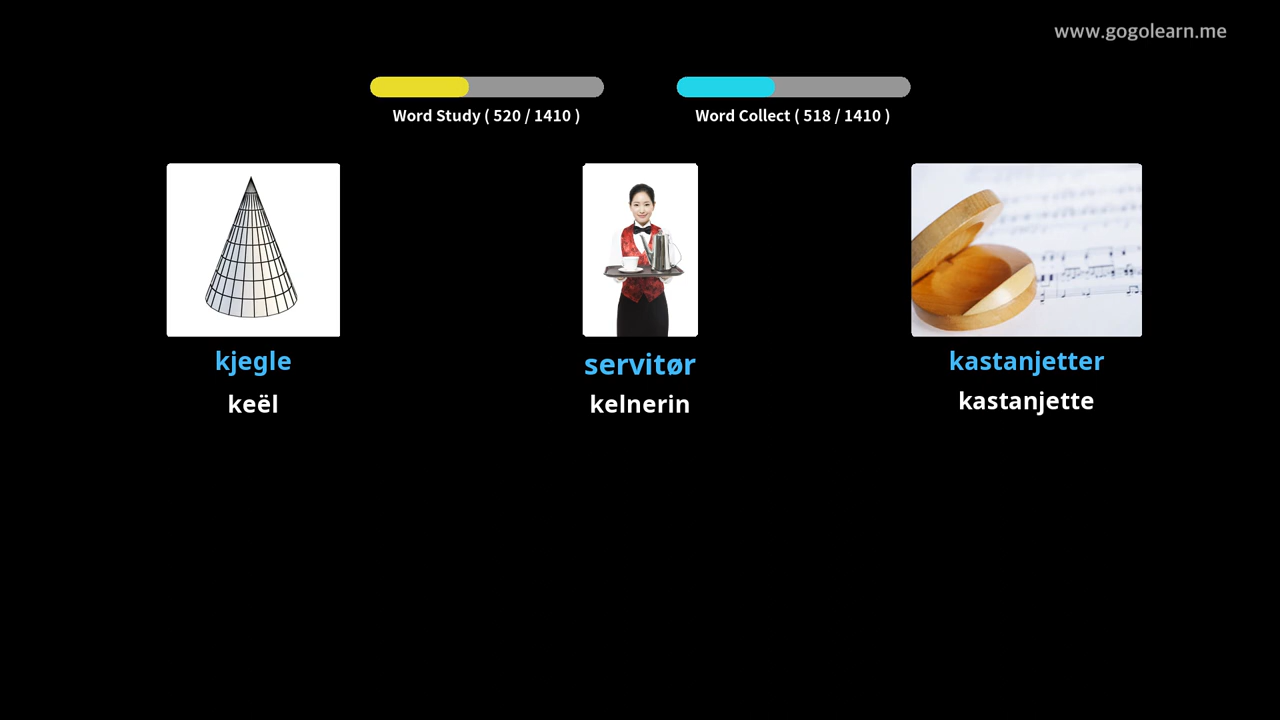 www.gogolearn.me
Word Study ( 520 / 1410 )
Word Collect ( 518 / 1410 )
kjegle
servitør
kastanjetter
keël
kelnerin
kastanjette